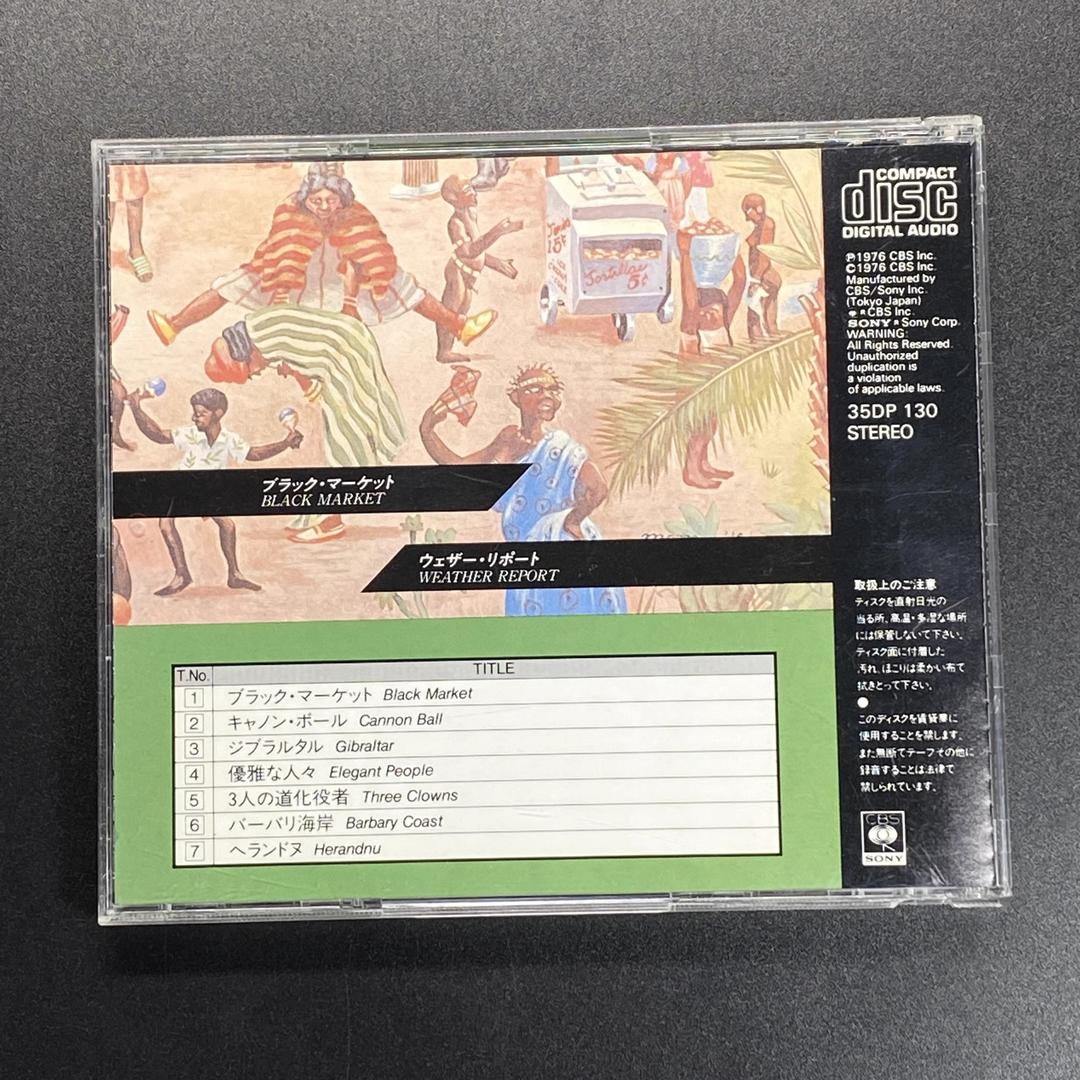 ブラック・マーケット
BLACK MARKET
ウェザー・リポート
WEATHER REPORT
Tortillas
5¢
T.No. TITLE
1 ブラック・マーケット Black Market
2 キャノン・ボール Cannon Ball
3 ジブラルタル Gibraltar
4 優雅な人々 Elegant People
5 3人の道化役者 Three Clowns
6 バーバリ海岸 Barbary Coast
7 ヘランドヌ Herandnu
COMPACT
disc
DIGITAL AUDIO
℗1976 CBS Inc.
©1976 CBS Inc.
Manufactured by
CBS/Sony Inc.
(Tokyo Japan)
CBS Inc.
SONY Sony Corp.
WARNING:
All Rights Reserved.
Unauthorized
duplication is
a violation
of applicable laws.
35DP 130
STEREO
取扱上のご注意
ディスクを直射日光の
当る所、高温・多湿な場所
には保管しないで下さい。
ディスク面に付着した
汚れ、ほこりは柔かい布で
拭きとって下さい。
●
このディスクを賃貸業に
使用することを禁します。
また無断でテープその他に
録音することは法律で
禁しられています。
CBS
SONY